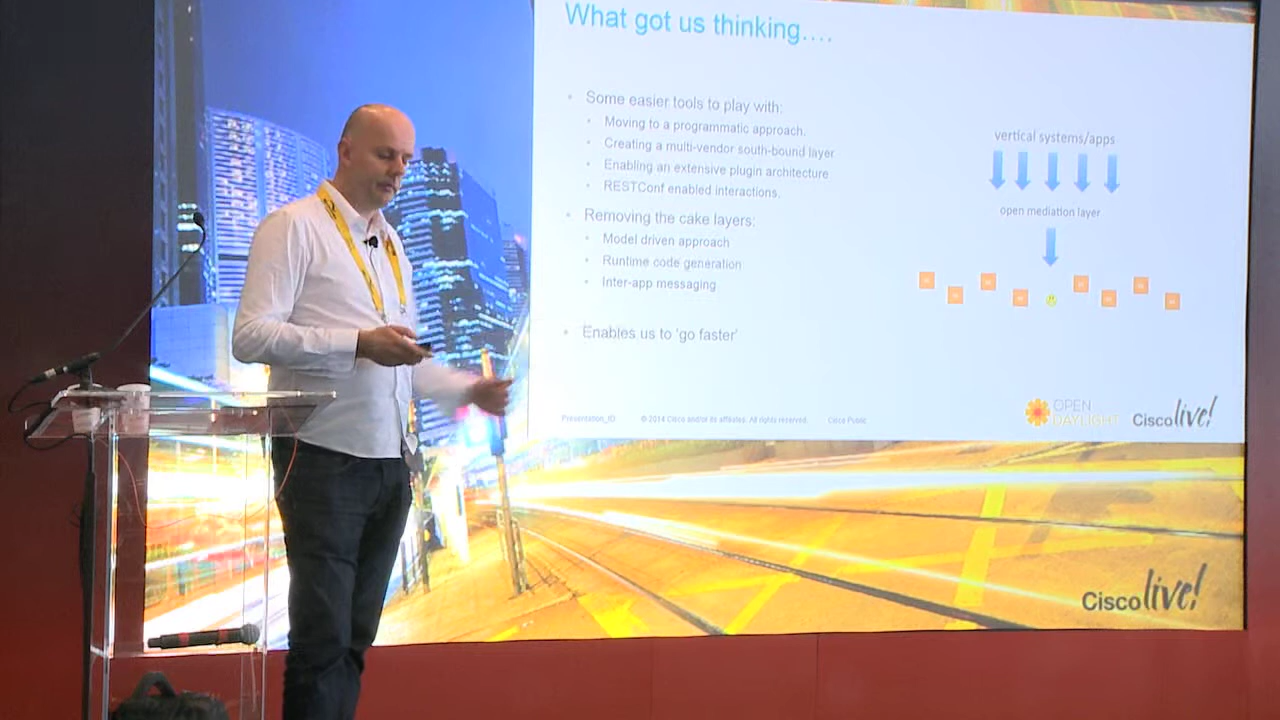 What got us thinking….
Some easier tools to play with:
Moving to a programmatic approach.
Creating a multi-vendor south-bound layer
Enabling an extensive plugin architecture
RESTConf enabled interactions.
Removing the cake layers:
Model driven approach
Runtime code generation
Inter-app messaging
Enables us to 'go faster'
vertical systems/apps
open mediation layer
Presentation_ID
© 2014 Cisco and/or its affiliates. All rights reserved.
Cisco Public
OPEN
DAYLIGHT
Cisco live!
Cisco live!